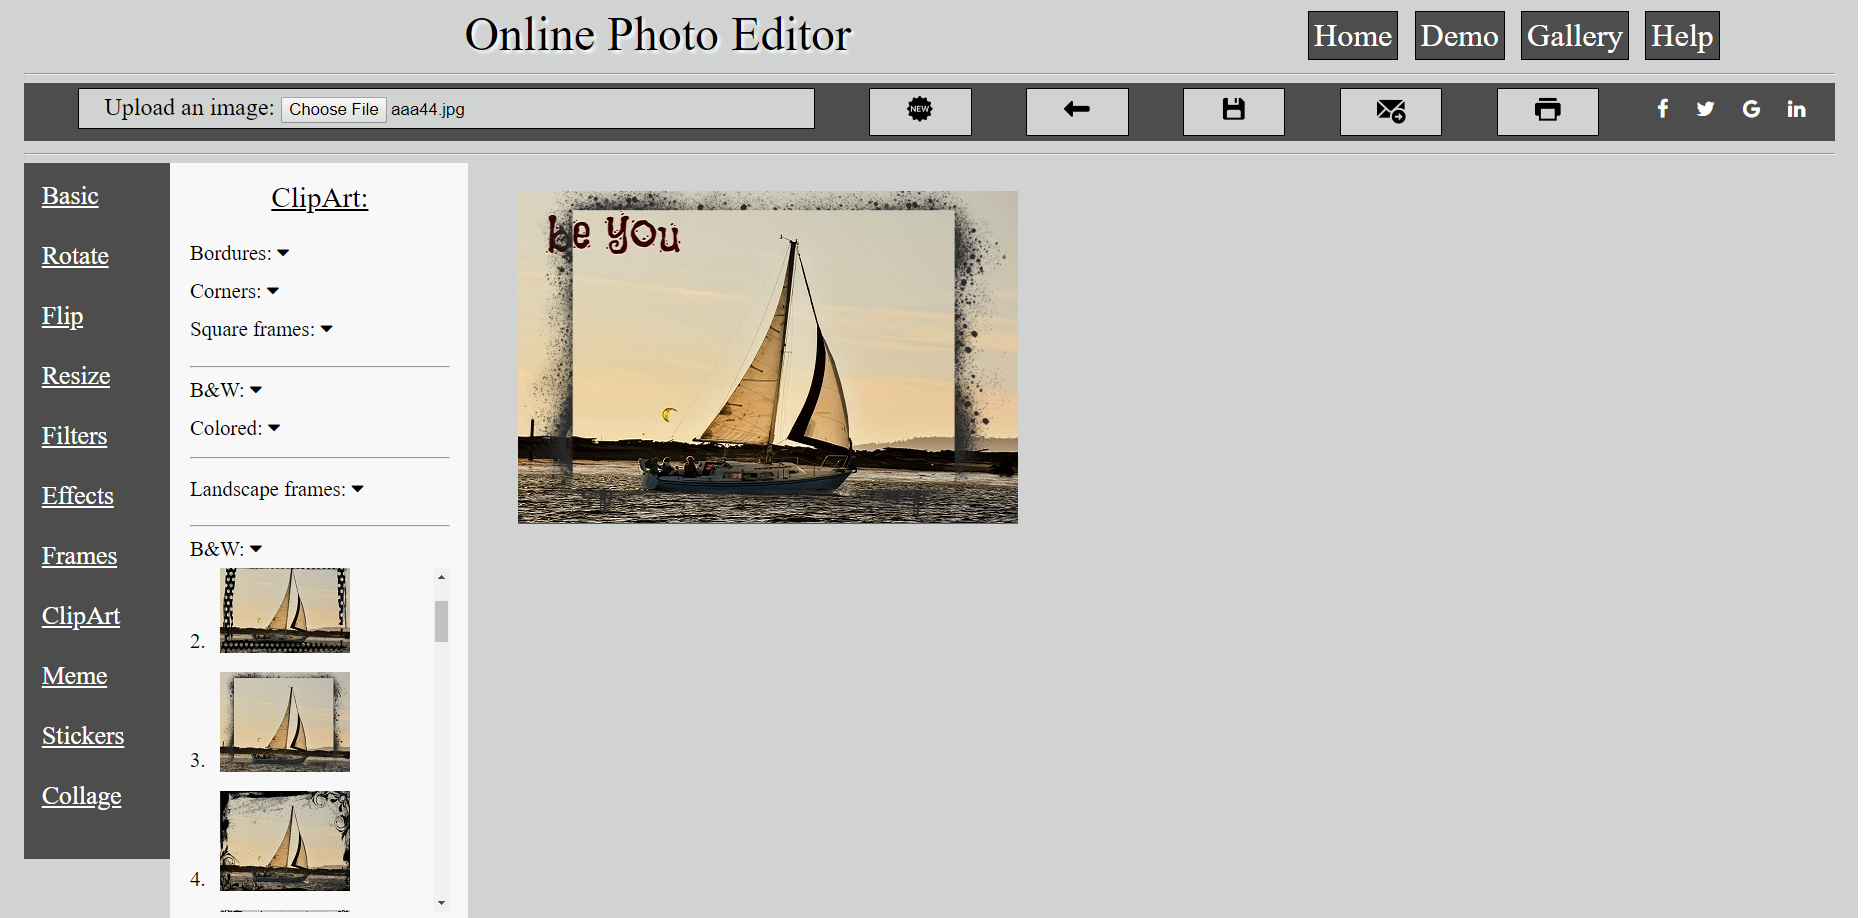 Online Photo Editor
Home Demo Gallery Help
Upload an image: Choose File aaa44.jpg
NEW
Basic
Rotate
Flip
Resize
Filters
Effects
Frames
ClipArt
Meme
Stickers
Collage
ClipArt:
Bordures:
Corners:
Square frames:
B&W:
Colored:
Landscape frames:
B&W:
2.
3.
4.
be you